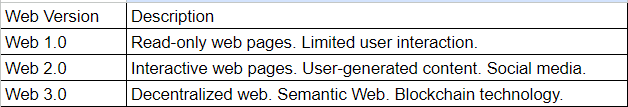 Web Version Description
Web 1.0 Read-only web pages. Limited user interaction.
Web 2.0 Interactive web pages. User-generated content. Social media.
Web 3.0 Decentralized web. Semantic Web. Blockchain technology.